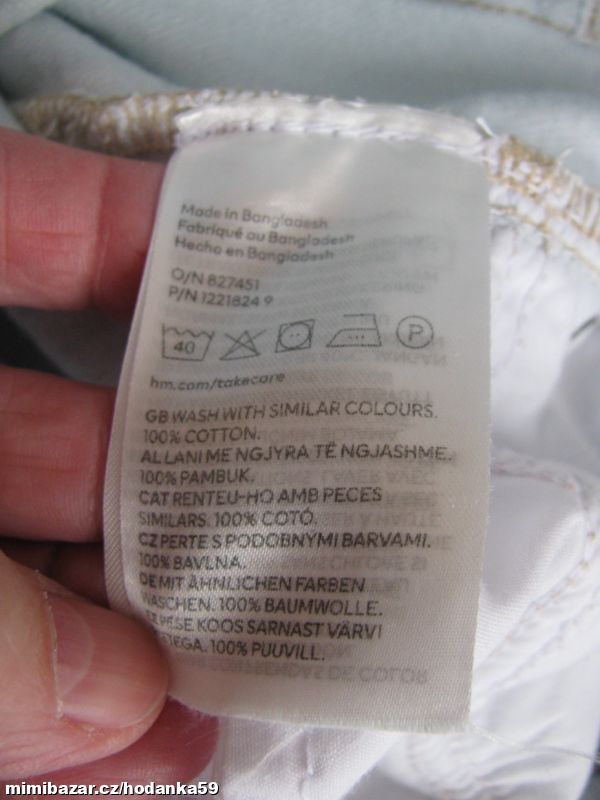 Made in Bangladesh
Fabriqué au Bangladesh
Hecho en Bangladesh
O/N 827451
P/N 1221824 9
40
P
hm.com/takecare
GB WASH WITH SIMILAR COLOURS.
100% COTTON.
AL LANI ME NGJYRA TË NGJASHME.
100% PAMBUK.
CAT RENTEU-HO AMB PECES
SIMILARS. 100% COTÓ.
CZ PERTE S PODOBNYMI BARVAMI.
100% BAVLNA.
DE MIT ÄHNLICHEN FARBEN
WASCHEN. 100% BAUMWOLLE.
PESE KOOS SARNAST VÄRVI
100% PUUVILL.
mimibazar.cz/hodanka59